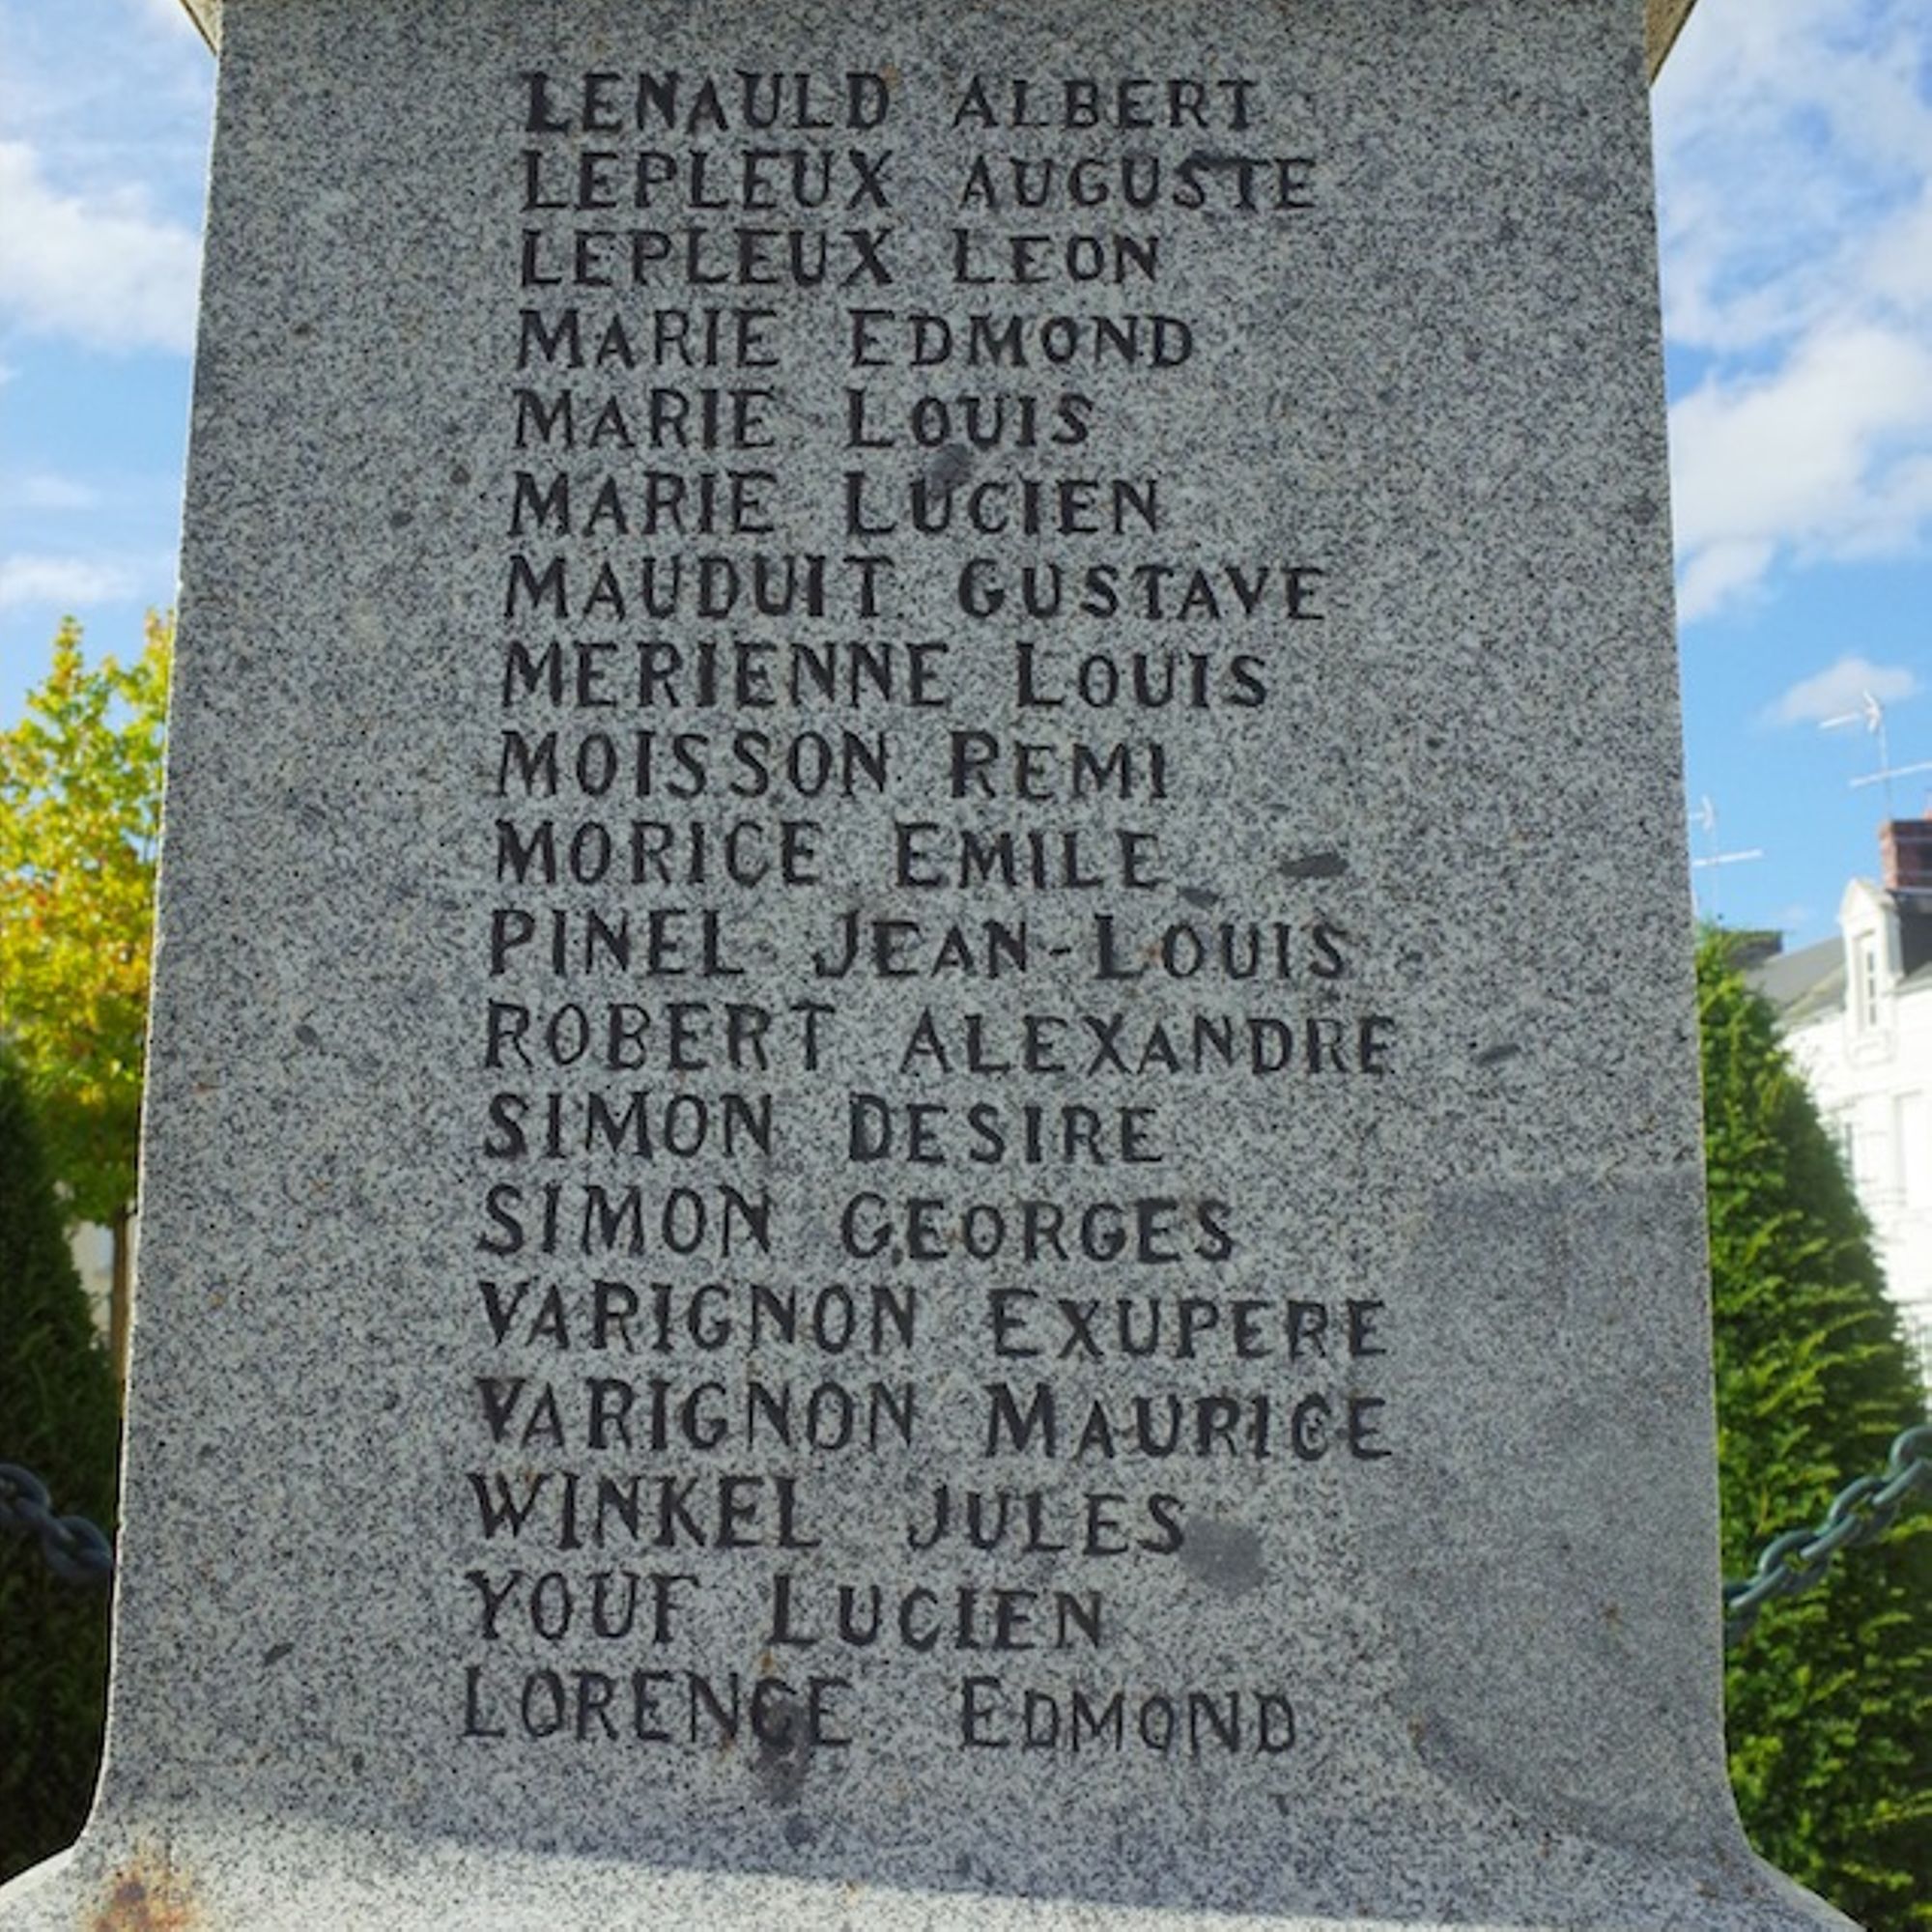 LENAULD ALBERT
LEPLEUX AUGUSTE
LEPLEUX LEON
MARIE EDMOND
MARIE LOUIS
MARIE LUCIEN
MAUDUIT GUSTAVE
MERIENNE LOUIS
MOISSON REMI
MORICE EMILE
PINEL JEAN-LOUIS
ROBERT ALEXANDRE
SIMON DESIRE
SIMON GEORGES
VARIGNON EXUPERE
VARIGNON MAURICE
WINKEL JULES
YOUF LUCIEN
LORENCE EDMOND